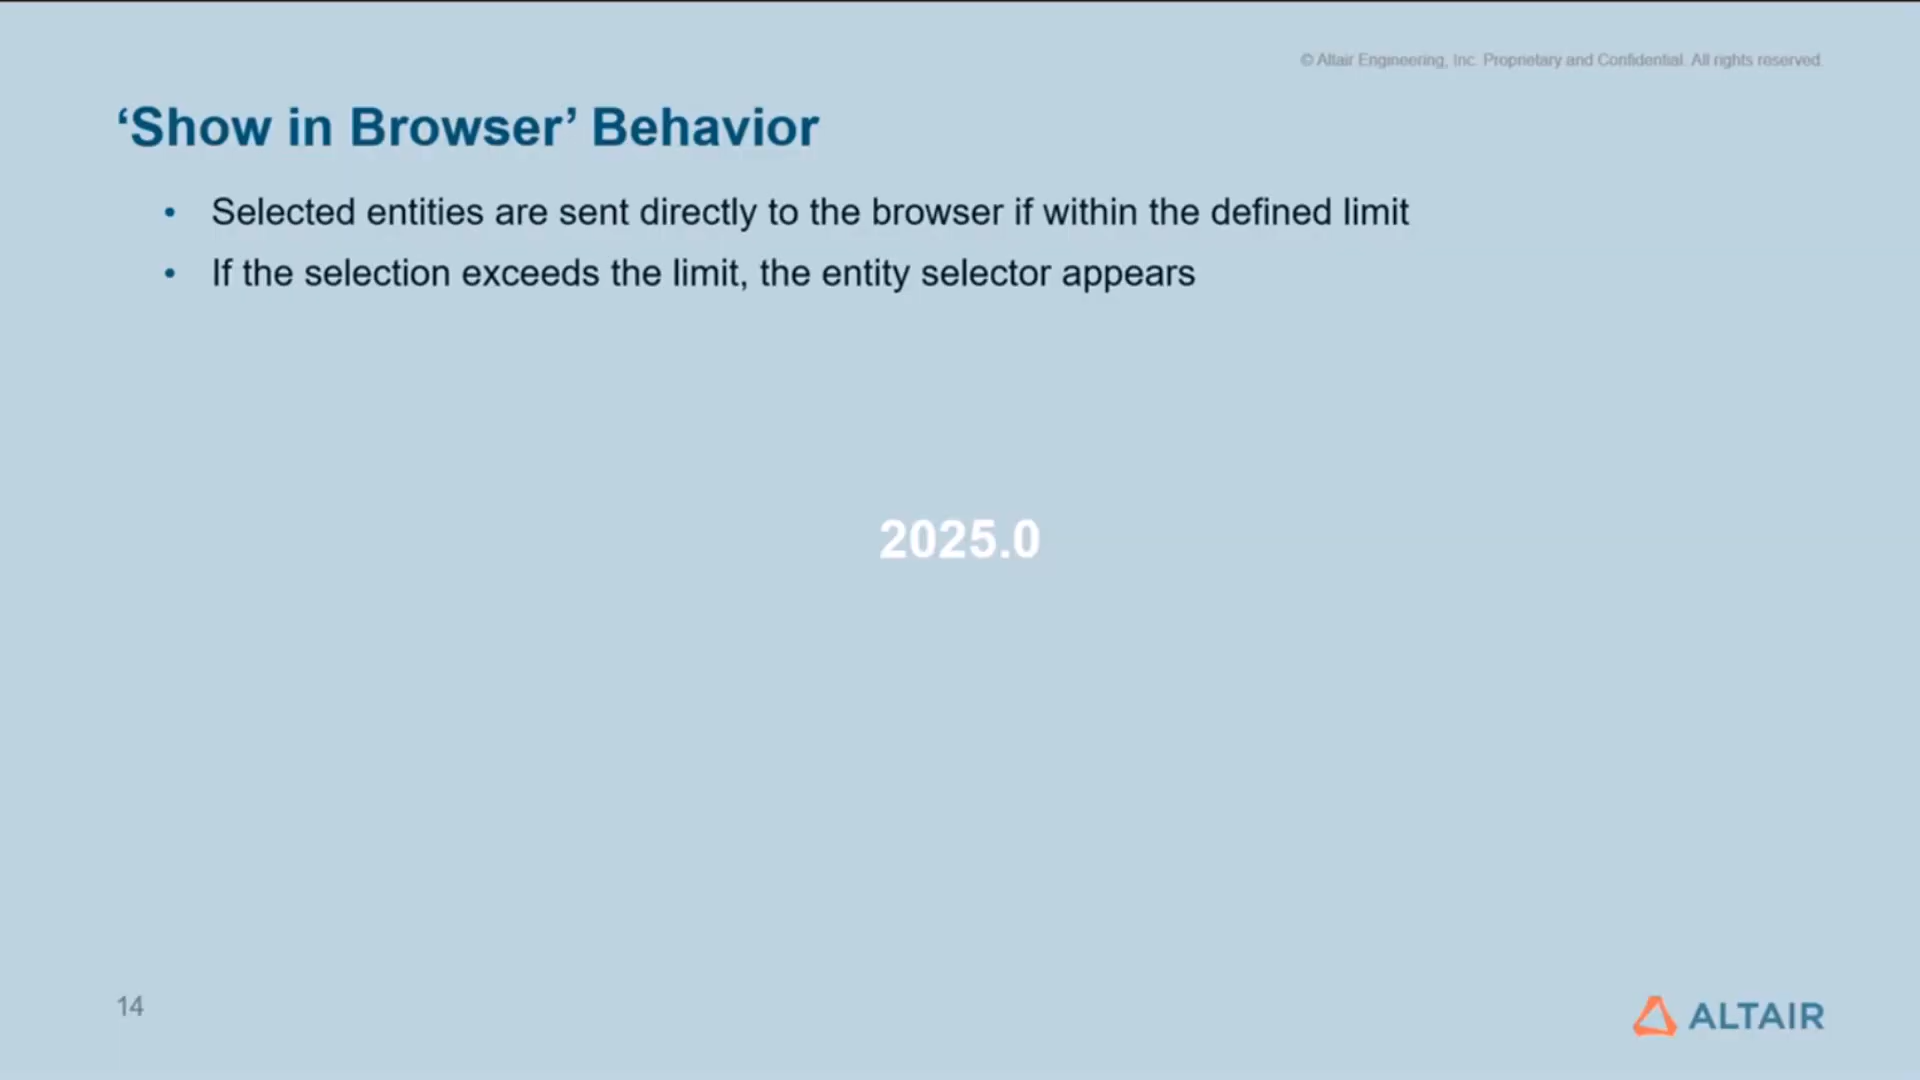 © Altair Engineering, Inc. Proprietary and Confidential. All rights reserved.
‘Show in Browser’ Behavior
• Selected entities are sent directly to the browser if within the defined limit
• If the selection exceeds the limit, the entity selector appears
2025.0
14
ALTAIR